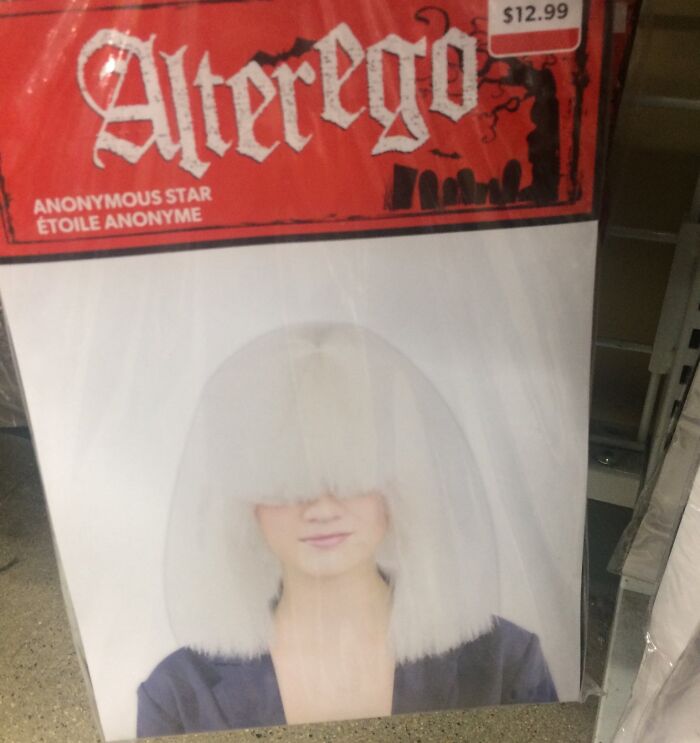 $12.99
AlterEgo
ANONYMOUS STAR
ÉTOILE ANONYME